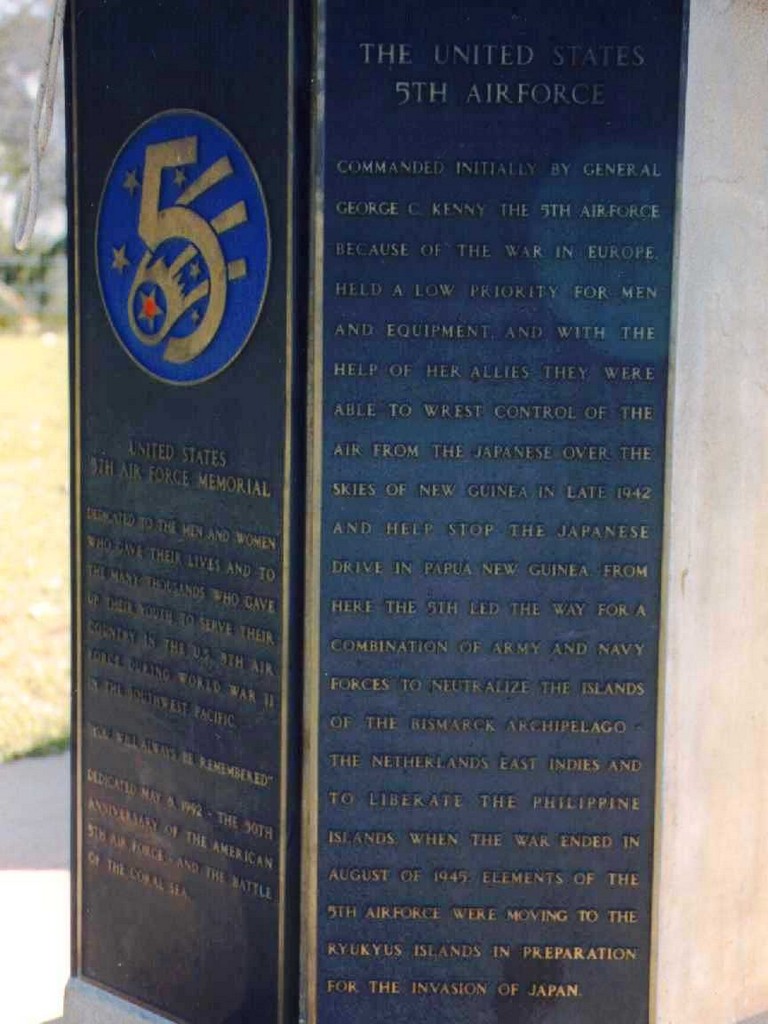 5
UNITED STATES
5TH AIR FORCE MEMORIAL
DEDICATED TO THE MEN AND WOMEN
WHO GAVE THEIR LIVES AND TO
THE MANY THOUSANDS WHO GAVE
UP THEIR YOUTH TO SERVE THEIR
COUNTRY IN THE U.S. 5TH AIR
FORCE DURING WORLD WAR II
IN THE SOUTHWEST PACIFIC
"YOU WILL ALWAYS BE REMEMBERED"
DEDICATED MAY 8, 1992 - THE 50TH
ANNIVERSARY OF THE AMERICAN
5TH AIR FORCE - AND THE BATTLE
OF THE CORAL SEA.
THE UNITED STATES
5TH AIRFORCE
COMMANDED INITIALLY BY GENERAL
GEORGE C. KENNY THE 5TH AIRFORCE
BECAUSE OF THE WAR IN EUROPE,
HELD A LOW PRIORITY FOR MEN
AND EQUIPMENT, AND WITH THE
HELP OF HER ALLIES THEY WERE
ABLE TO WREST CONTROL OF THE
AIR FROM THE JAPANESE OVER THE
SKIES OF NEW GUINEA IN LATE 1942
AND HELP STOP THE JAPANESE
DRIVE IN PAPUA NEW GUINEA. FROM
HERE THE 5TH LED THE WAY FOR A
COMBINATION OF ARMY AND NAVY
FORCES TO NEUTRALIZE THE ISLANDS
OF THE BISMARCK ARCHIPELAGO -
THE NETHERLANDS EAST INDIES AND
TO LIBERATE THE PHILIPPINE
ISLANDS. WHEN THE WAR ENDED IN
AUGUST OF 1945, ELEMENTS OF THE
5TH AIRFORCE WERE MOVING TO THE
RYUKYUS ISLANDS IN PREPARATION
FOR THE INVASION OF JAPAN.